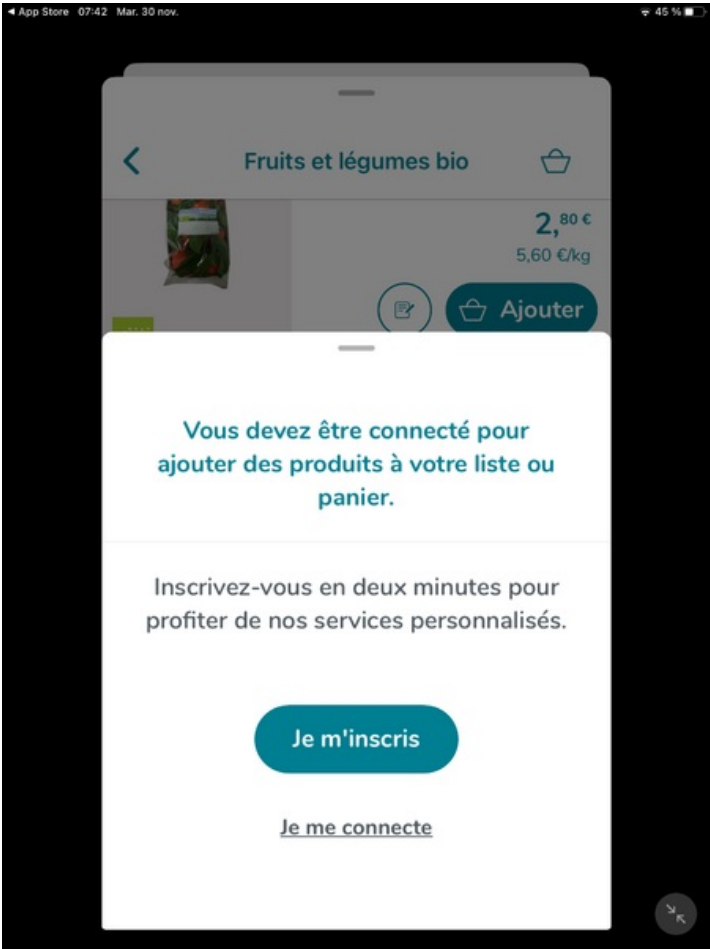 ◄ App Store 07:42 Mar. 30 nov. 45 %
Fruits et légumes bio
2,80 €
5,60 €/kg
Ajouter
Vous devez être connecté pour
ajouter des produits à votre liste ou
panier.
Inscrivez-vous en deux minutes pour
profiter de nos services personnalisés.
Je m'inscris
Je me connecte